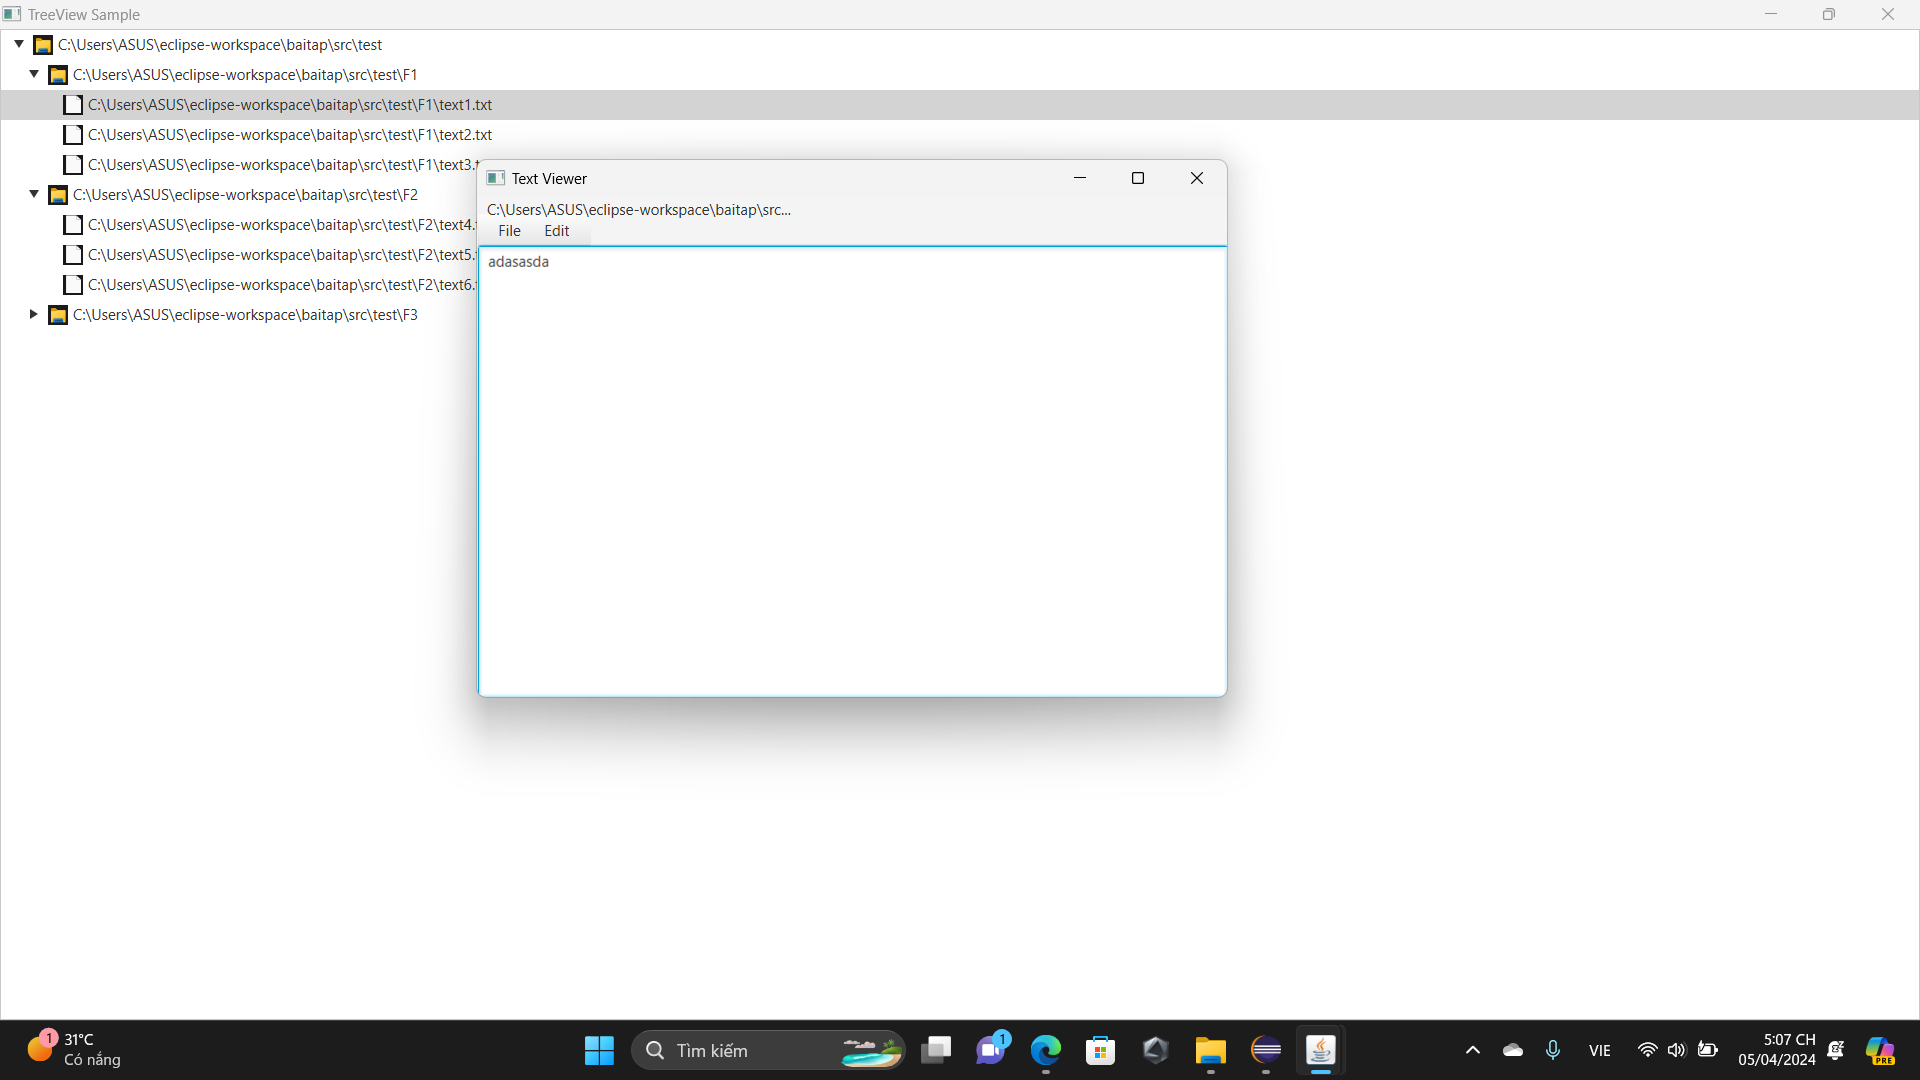 TreeView Sample
C:\Users\ASUS\eclipse-workspace\baitap\src\test
C:\Users\ASUS\eclipse-workspace\baitap\src\test\F1
C:\Users\ASUS\eclipse-workspace\baitap\src\test\F1\text1.txt
C:\Users\ASUS\eclipse-workspace\baitap\src\test\F1\text2.txt
C:\Users\ASUS\eclipse-workspace\baitap\src\test\F1\text3.
C:\Users\ASUS\eclipse-workspace\baitap\src\test\F2
C:\Users\ASUS\eclipse-workspace\baitap\src\test\F2\text4.
C:\Users\ASUS\eclipse-workspace\baitap\src\test\F2\text5.
C:\Users\ASUS\eclipse-workspace\baitap\src\test\F2\text6.
C:\Users\ASUS\eclipse-workspace\baitap\src\test\F3
Text Viewer
C:\Users\ASUS\eclipse-workspace\baitap\src...
File Edit
adasasda
1
31°C
Có nắng
Tìm kiếm
1
VIE
5:07 CH
05/04/2024
PRE